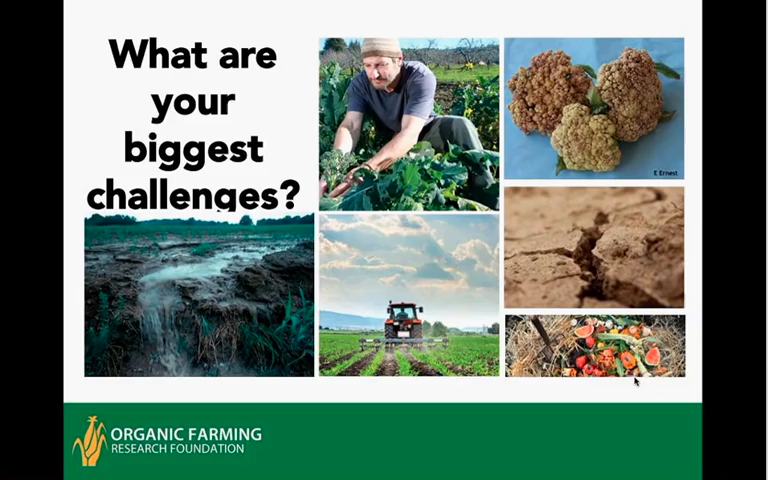 What are
your
biggest
challenges?
E Ernest
ORGANIC FARMING
RESEARCH FOUNDATION